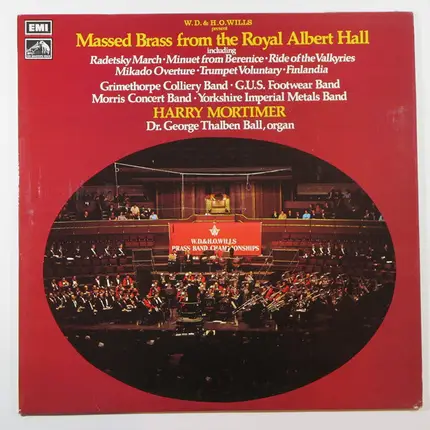 EMI
W. D. & H. O. WILLS
present
Massed Brass from the Royal Albert Hall
including
Radetsky March · Minuet from Berenice · Ride of the Valkyries
Mikado Overture · Trumpet Voluntary · Finlandia
Grimethorpe Colliery Band · G.U.S. Footwear Band
Morris Concert Band · Yorkshire Imperial Metals Band
HARRY MORTIMER
Dr. George Thalben Ball, organ
W.D.& H.O.WILLS
BRASS BAND CHAMPIONSHIPS